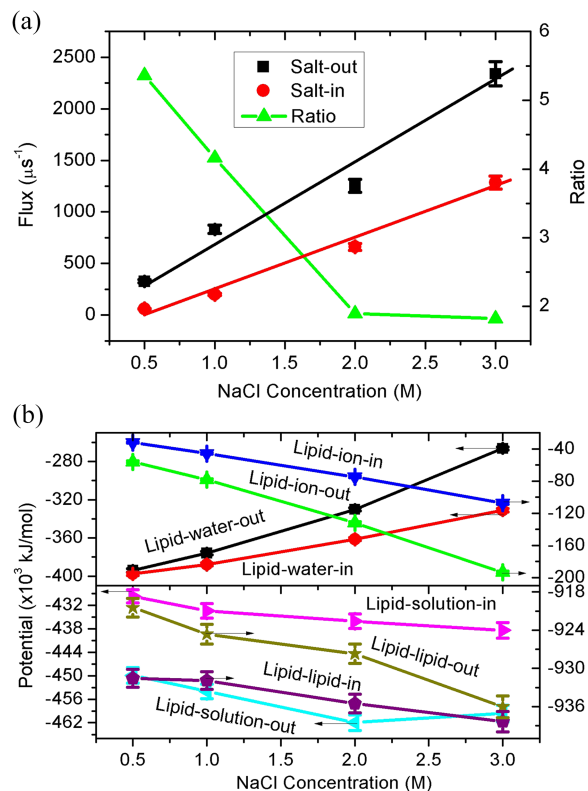 (a)
Flux (μs⁻¹)
2500
2000
1500
1250
1000
750
500
250
0
Salt-out
Salt-in
Ratio
6
5
4
3
2
Ratio
0.5 1.0 1.5 2.0 2.5 3.0
NaCl Concentration (M)
(b)
Potential (x10³ kJ/mol)
-280
-320
-360
-400
Lipid-ion-in
Lipid-ion-out
Lipid-water-out
Lipid-water-in
-40
-80
-120
-160
-200
-432
-438
-444
-450
-456
-462
Lipid-solution-in
Lipid-lipid-out
Lipid-lipid-in
Lipid-solution-out
-918
-924
-930
-936
0.5 1.0 1.5 2.0 2.5 3.0
NaCl Concentration (M)